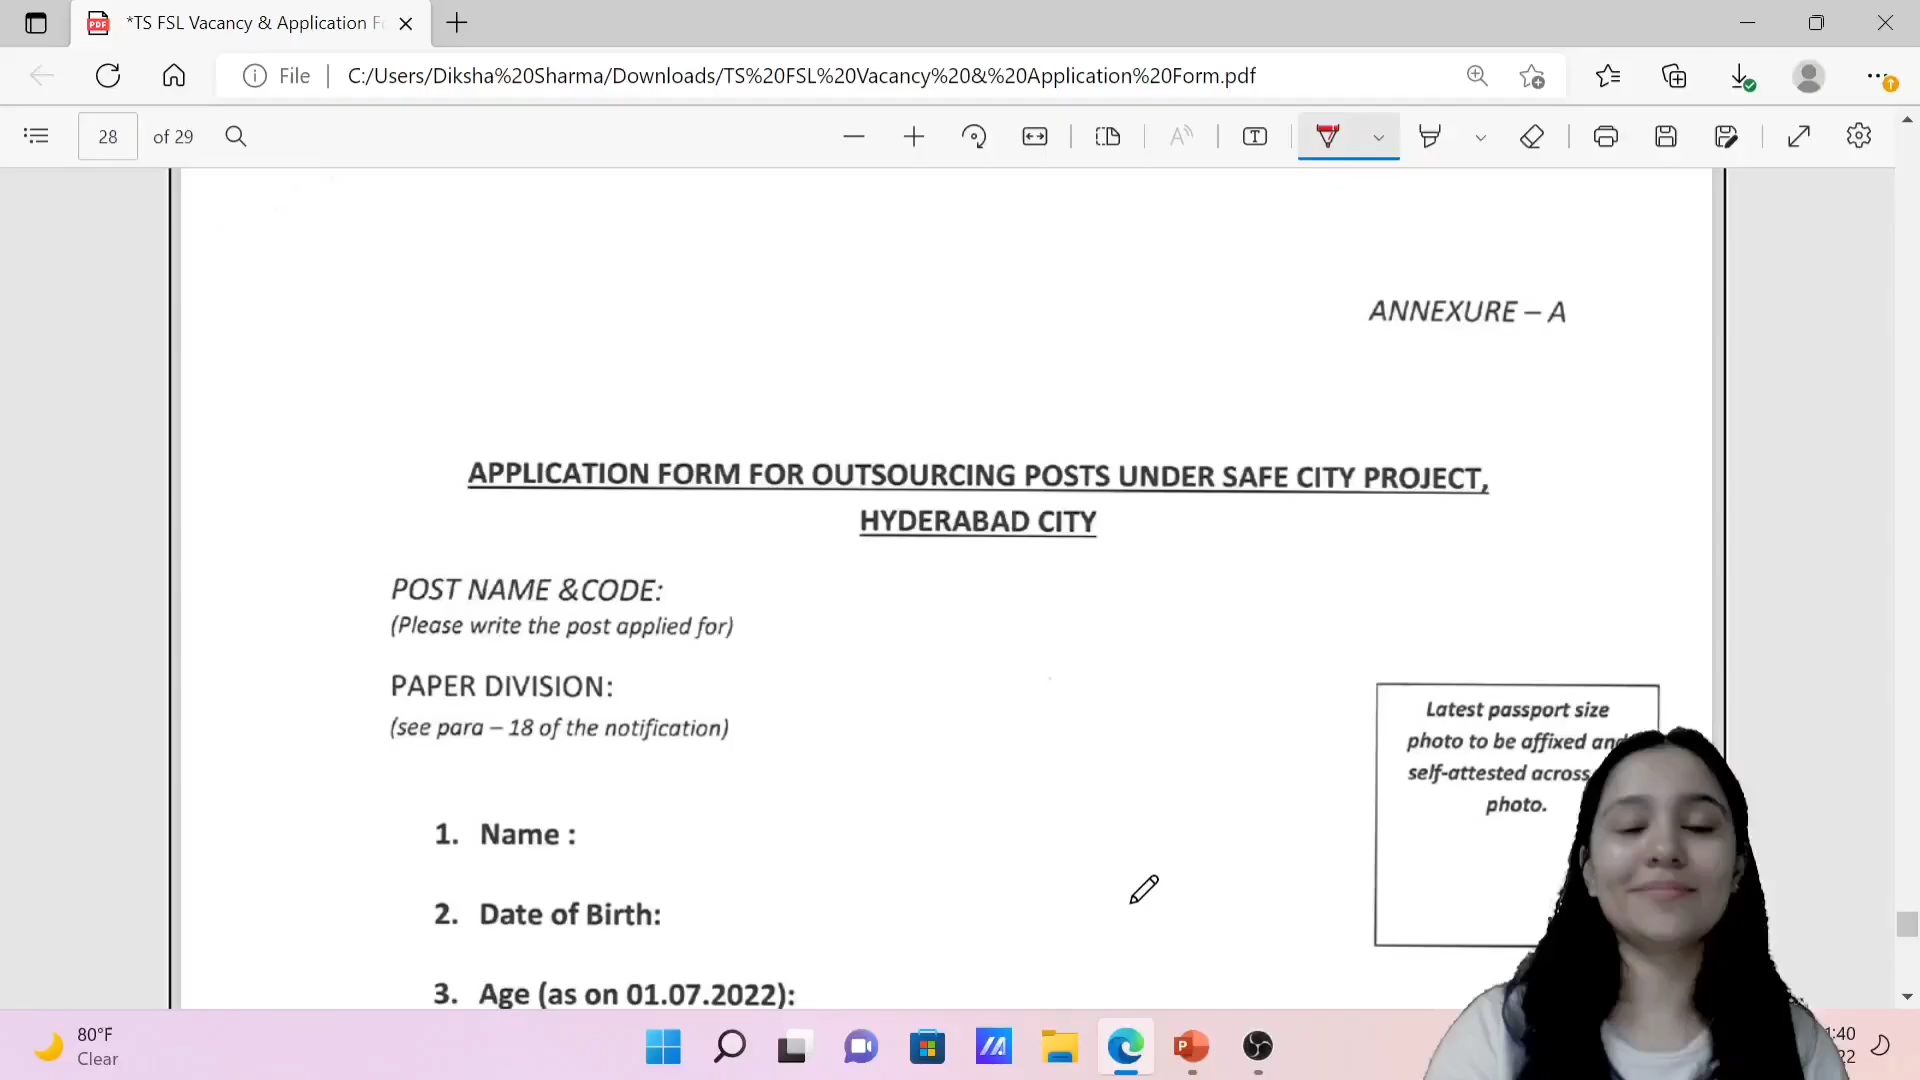 *TS FSL Vacancy & Application F
File
C:/Users/Diksha%20Sharma/Downloads/TS%20FSL%20Vacancy%20&%20Application%20Form.pdf
28 of 29
ANNEXURE – A
APPLICATION FORM FOR OUTSOURCING POSTS UNDER SAFE CITY PROJECT,
HYDERABAD CITY
POST NAME &CODE:
(Please write the post applied for)
PAPER DIVISION:
(see para – 18 of the notification)
Latest passport size
photo to be affixed and
self-attested across
photo.
1. Name :
2. Date of Birth:
3. Age (as on 01.07.2022):
80°F
Clear
:40
22